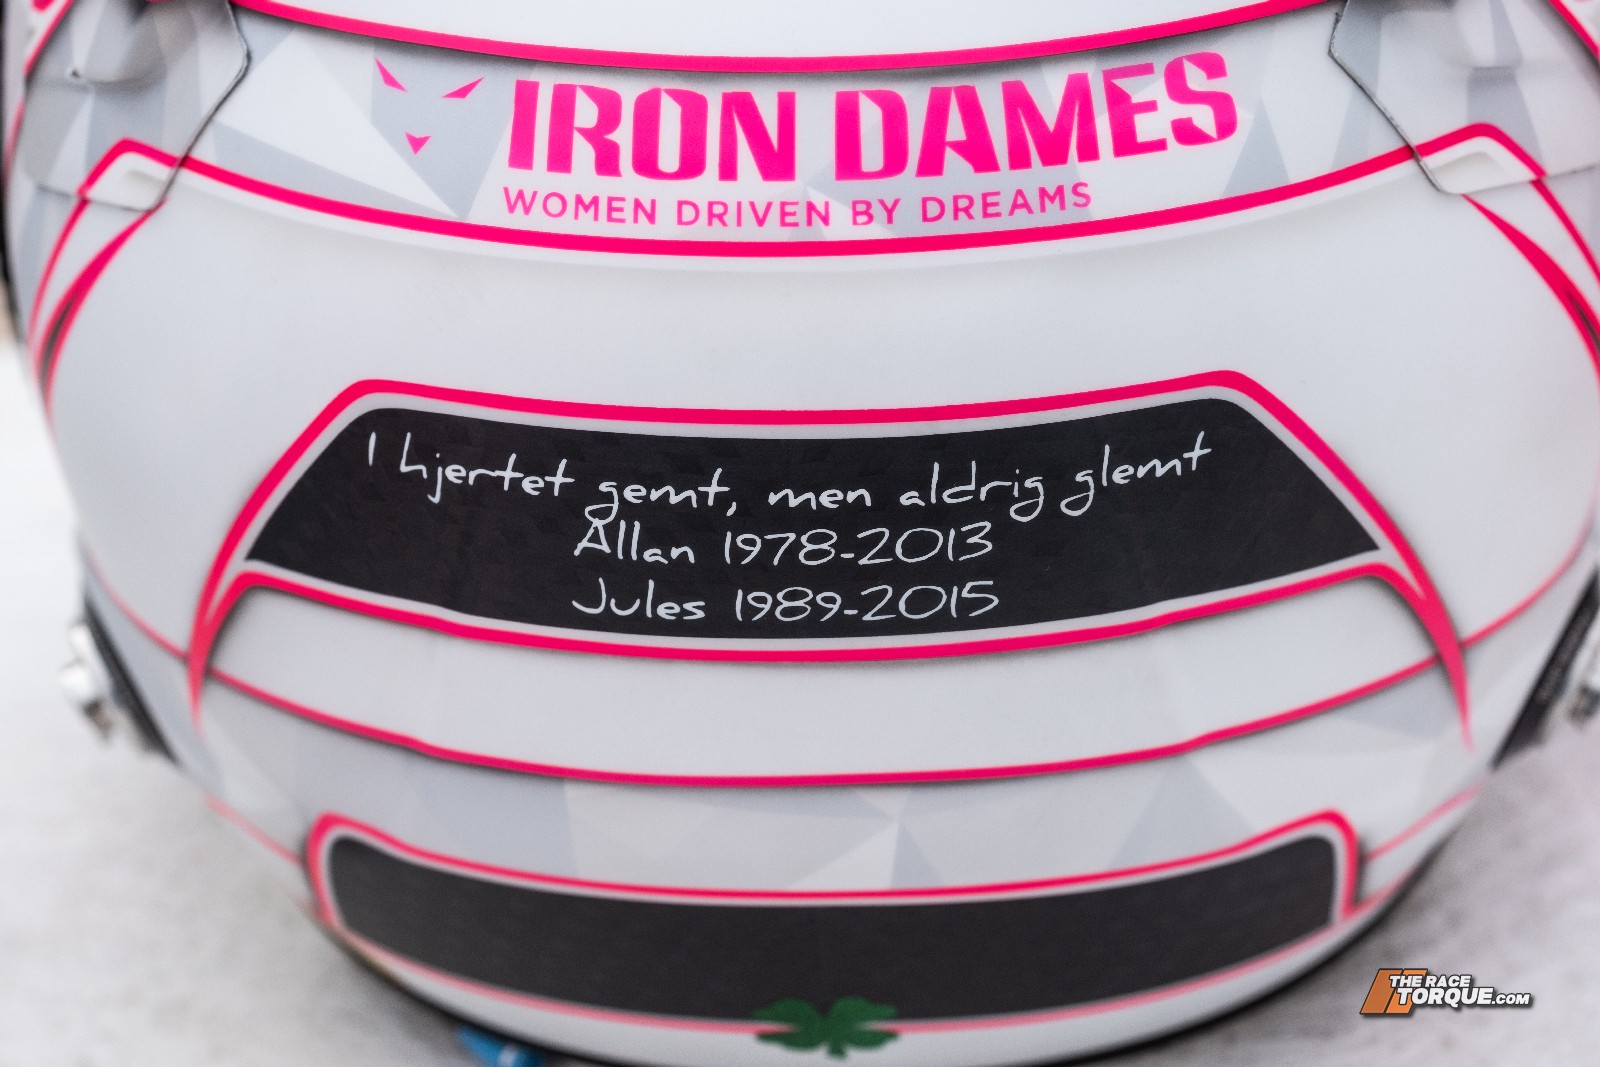 IRON DAMES
WOMEN DRIVEN BY DREAMS
I hjertet gemt, men aldrig glemt
Allan 1978-2013
Jules 1989-2015
THE RACE
TORQUE.COM